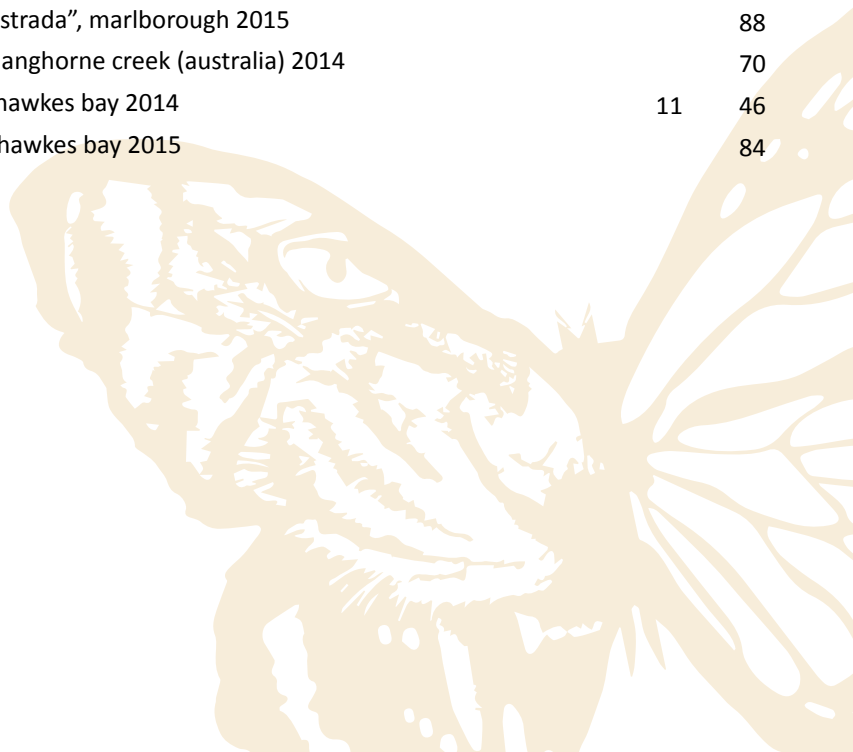 strada”, marlborough 2015 88
anghorne creek (australia) 2014 70
hawkes bay 2014 11 46
hawkes bay 2015 84